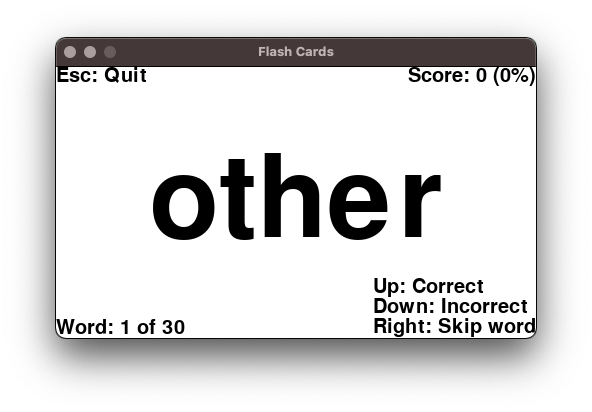 Flash Cards
Esc: Quit
Score: 0 (0%)
other
Up: Correct
Down: Incorrect
Right: Skip word
Word: 1 of 30